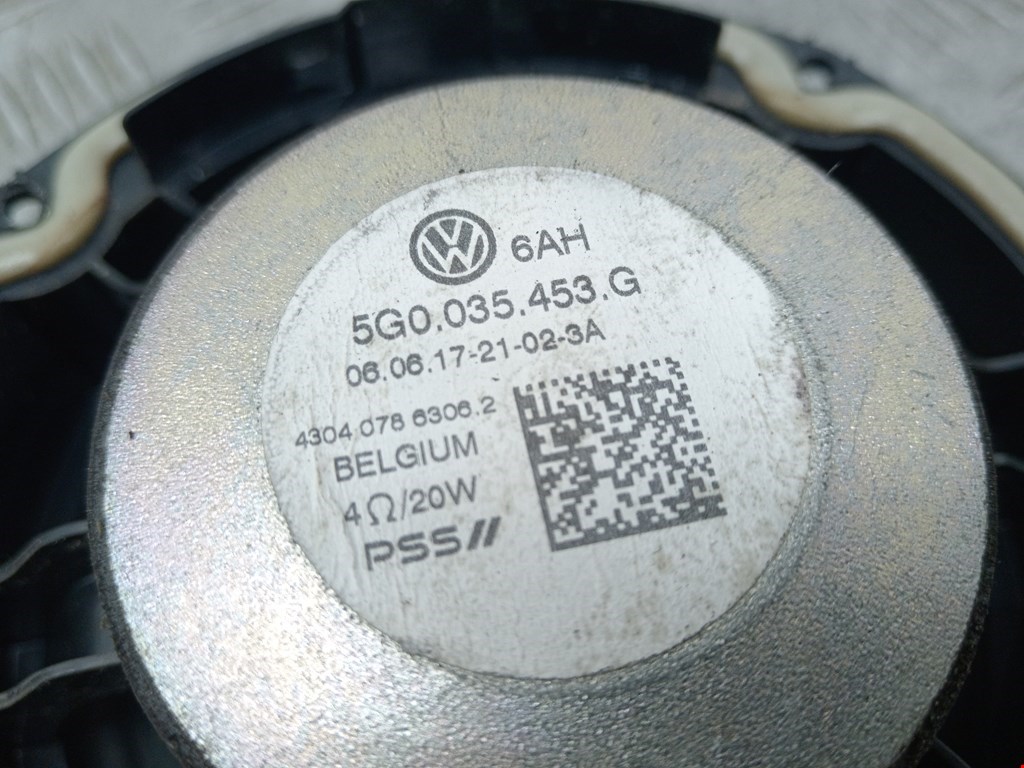 6AH
5G0.035.453.G
06.06.17-21-02-3A
4304 078 6306.2
BELGIUM
4Ω/20W
PSS//